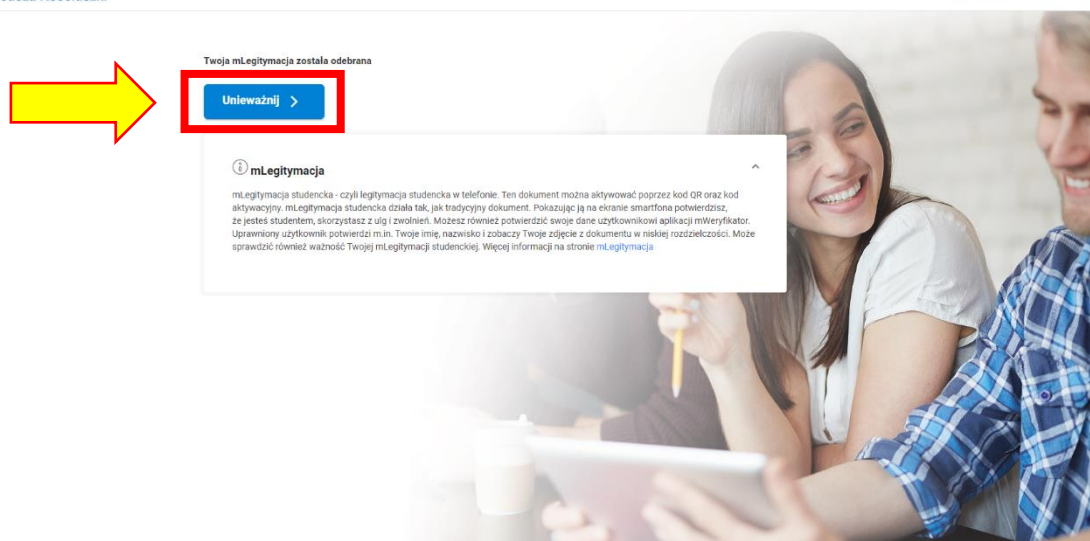 Twoja mLegitymacja została odebrana
Unieważnij
mLegitymacja
mLegitymacja studencka - czyli legitymacja studencka w telefonie. Ten dokument można aktywować poprzez kod QR oraz kod
aktywacyjny. mLegitymacja studencka działa tak, jak tradycyjny dokument. Pokazując ją na ekranie smartfona potwierdzisz,
że jesteś studentem, skorzystasz z ulg i zwolnień. Możesz również potwierdzić swoje dane użytkownikowi aplikacji mWeryfikator.
Uprawniony użytkownik potwierdzi m.in. Twoje imię, nazwisko i zobaczy Twoje zdjęcie z dokumentu w niskiej rozdzielczości. Może
sprawdzić również ważność Twojej mLegitymacji studenckiej. Więcej informacji na stronie mLegitymacja